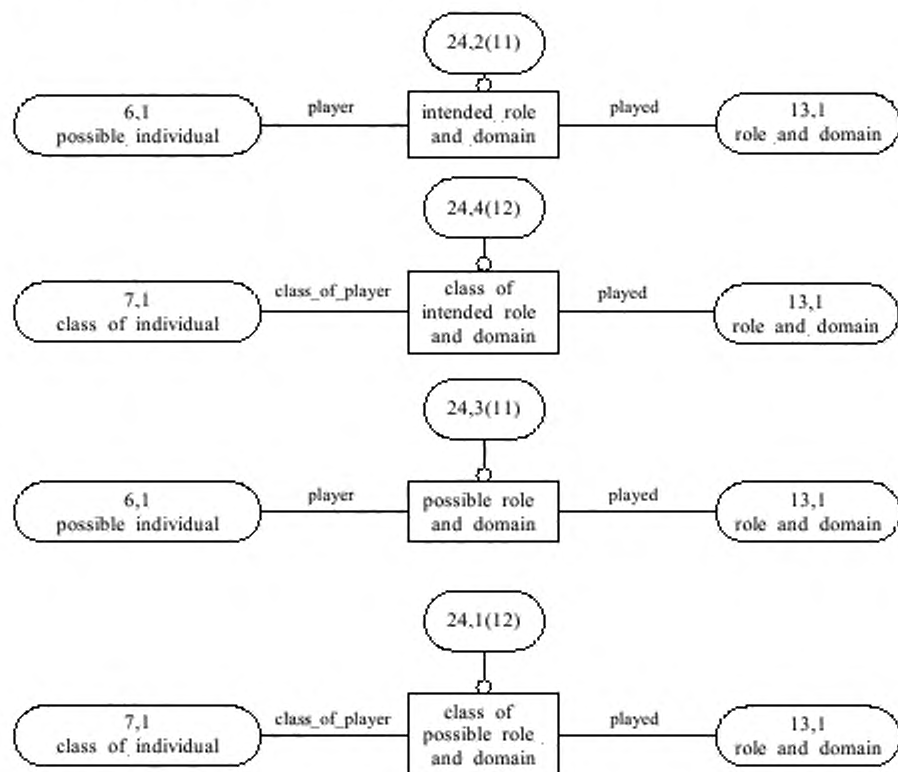 24,2(11)
6,1
possible individual
player
intended role
and domain
played
13,1
role and domain
24,4(12)
7,1
class of individual
class_of_player
class of
intended role
and domain
played
13,1
role and domain
24,3(11)
6,1
possible individual
player
possible role
and domain
played
13,1
role and domain
24,1(12)
7,1
class of individual
class_of_player
class of
possible role
and domain
played
13,1
role and domain